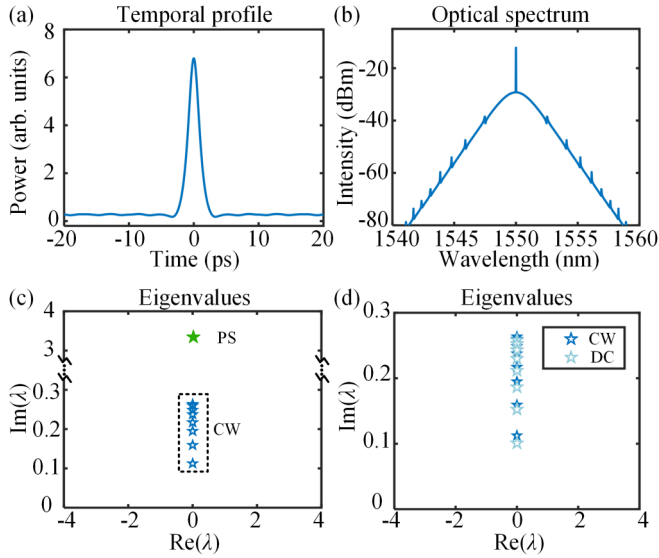 (a) Temporal profile
Power (arb. units)
8
6
4
2
0
-20 -10 0 10 20
Time (ps)
(b) Optical spectrum
Intensity (dBm)
-20
-40
-60
-80
1540 1545 1550 1555 1560
Wavelength (nm)
(c) Eigenvalues
Im(λ)
4
3
0.3
0.2
0.1
0
PS
CW
-4 -2 0 2 4
Re(λ)
(d) Eigenvalues
Im(λ)
0.3
0.2
0.1
0
CW
DC
-4 -2 0 2 4
Re(λ)